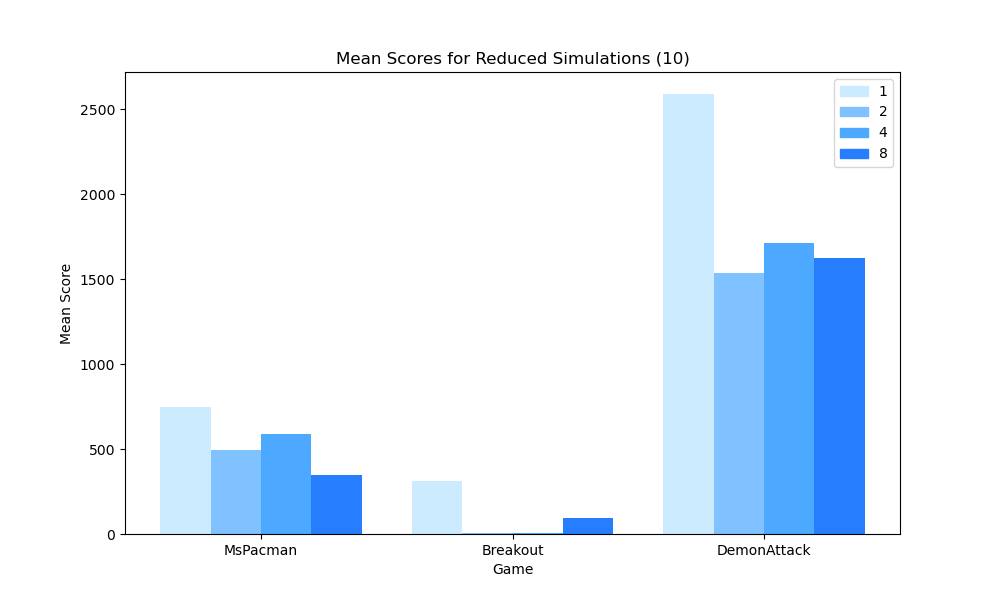 Mean Scores for Reduced Simulations (10)
1
2
4
8
2500
2000
1500
1000
500
0
Mean Score
MsPacman
Breakout
DemonAttack
Game